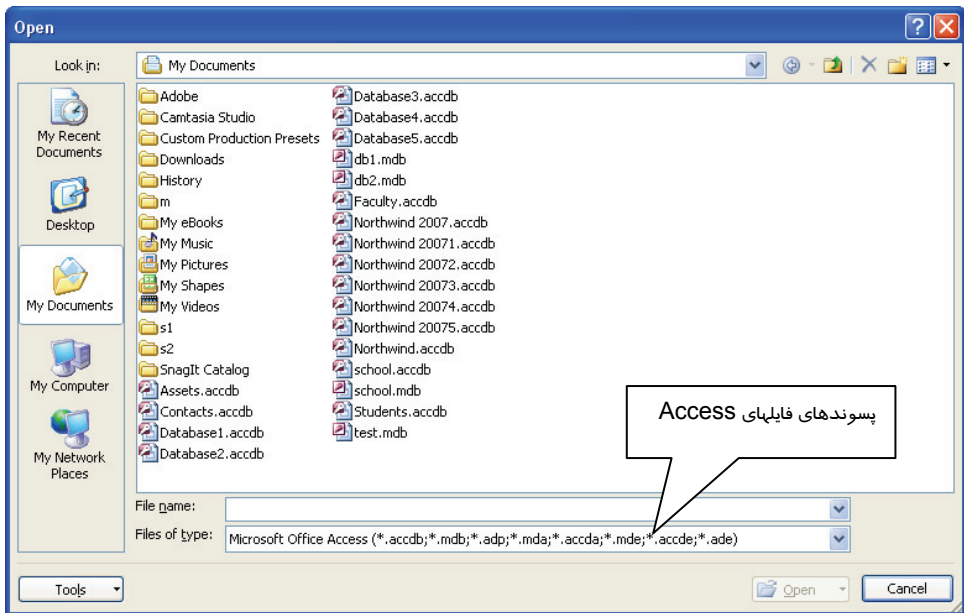 Open
Look in:
My Documents
My Recent
Documents
Desktop
My Documents
My Computer
My Network
Places
Adobe
Camtasia Studio
Custom Production Presets
Downloads
History
m
My eBooks
My Music
My Pictures
My Shapes
My Videos
s1
s2
SnagIt Catalog
Assets.accdb
Contacts.accdb
Database1.accdb
Database2.accdb
Database3.accdb
Database4.accdb
Database5.accdb
db1.mdb
db2.mdb
Faculty.accdb
Northwind 2007.accdb
Northwind 20071.accdb
Northwind 20072.accdb
Northwind 20073.accdb
Northwind 20074.accdb
Northwind 20075.accdb
Northwind.accdb
school.accdb
school.mdb
Students.accdb
test.mdb
پسوندهای فایلهای Access
File name:
Files of type:
Microsoft Office Access (*.accdb;*.mdb;*.adp;*.mda;*.accda;*.mde;*.accde;*.ade)
Tools
Open
Cancel